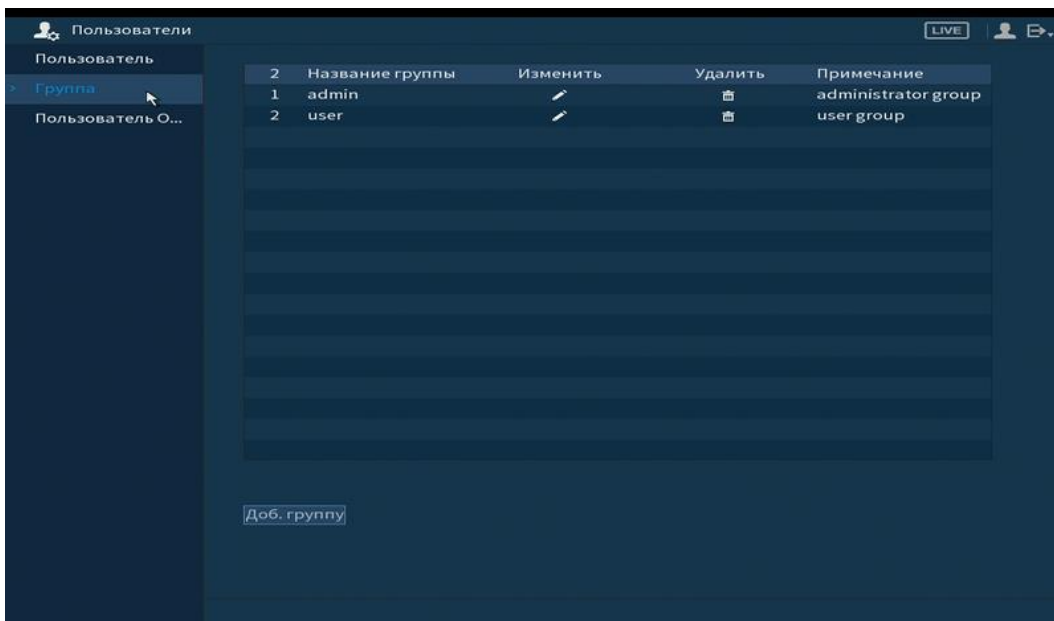 Пользователи
LIVE
Пользователь
Группа
Пользователь О...
2 Название группы Изменить Удалить Примечание
1 admin administrator group
2 user user group
Доб. группу